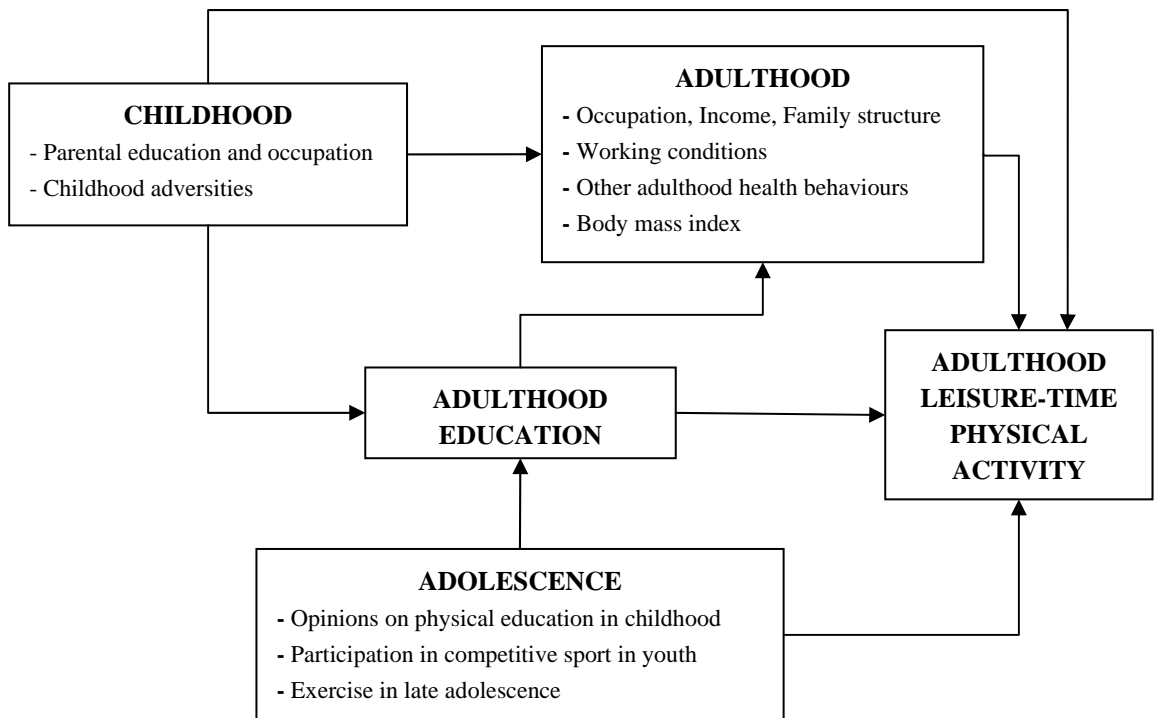 CHILDHOOD
- Parental education and occupation
- Childhood adversities
ADULTHOOD
- Occupation, Income, Family structure
- Working conditions
- Other adulthood health behaviours
- Body mass index
ADULTHOOD
EDUCATION
ADULTHOOD
LEISURE-TIME
PHYSICAL
ACTIVITY
ADOLESCENCE
- Opinions on physical education in childhood
- Participation in competitive sport in youth
- Exercise in late adolescence